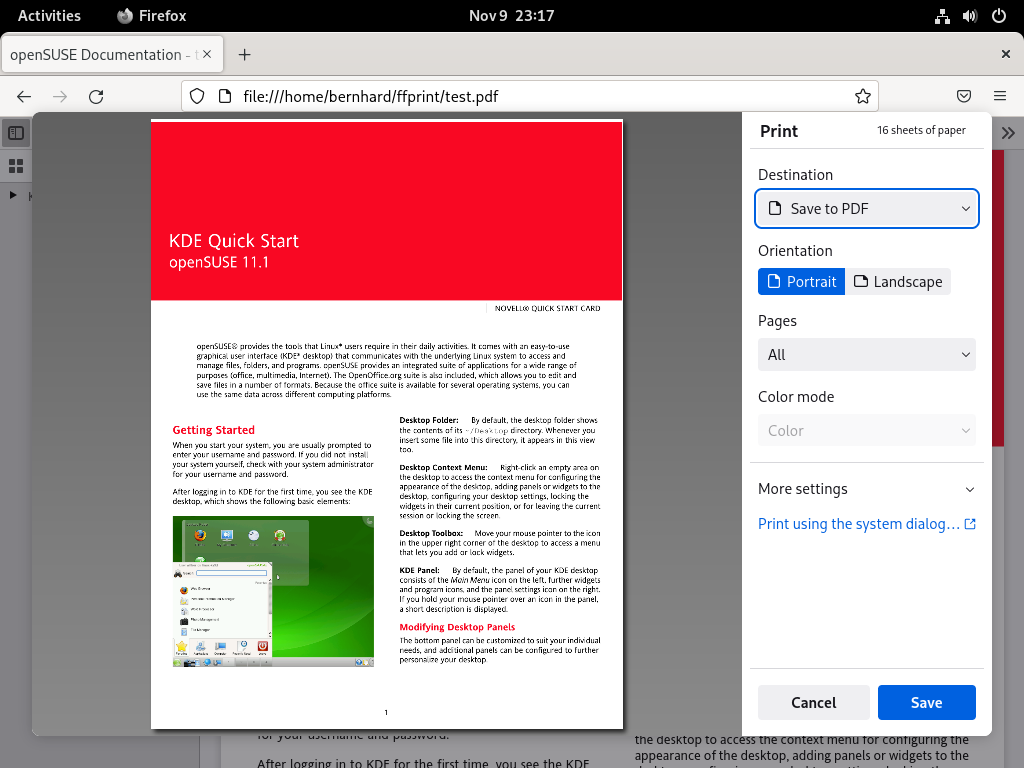 Activities
Firefox
Nov 9 23:17
openSUSE Documentation - t
file:///home/bernhard/ffprint/test.pdf
KDE Quick Start
openSUSE 11.1
NOVELL® QUICK START CARD
openSUSE® provides the tools that Linux* users require in their daily activities. It comes with an easy-to-use
graphical user interface (KDE* desktop) that communicates with the underlying Linux system to access and
manage files, folders, and programs. openSUSE provides an integrated suite of applications for a wide range of
purposes (office, multimedia, Internet). The OpenOffice.org suite is also included, which allows you to edit and
save files in a number of formats. Because the office suite is available for several operating systems, you can
use the same data across different computing platforms.
Getting Started
When you start your system, you are usually prompted to
enter your username and password. If you did not install
your system yourself, check with your system administrator
for your username and password.
After logging in to KDE for the first time, you see the KDE
desktop, which shows the following basic elements:
Desktop Folder: By default, the desktop folder shows
the contents of its ~/Desktop directory. Whenever you
insert some file into this directory, it appears in this view
too.
Desktop Context Menu: Right-click an empty area on
the desktop to access the context menu for configuring the
appearance of the desktop, adding panels or widgets to the
desktop, configuring your desktop settings, locking the
widgets in their current position, or for leaving the current
session or locking the screen.
Desktop Toolbox: Move your mouse pointer to the icon
in the upper right corner of the desktop to access a menu
that lets you add or lock widgets.
KDE Panel: By default, the panel of your KDE desktop
consists of the Main Menu icon on the left, further widgets
and program icons, and the panel settings icon on the right.
If you hold your mouse pointer over an icon in the panel,
a short description is displayed.
Modifying Desktop Panels
The bottom panel can be customized to suit your individual
needs, and additional panels can be configured to further
personalize your desktop.
1
Print
16 sheets of paper
Destination
Save to PDF
Orientation
Portrait
Landscape
Pages
All
Color mode
Color
More settings
Print using the system dialog…
Cancel
Save
for your username and password.
After logging in to KDE for the first time, you see the KDE
the desktop to access the context menu for configuring the
appearance of the desktop, adding panels or widgets to the